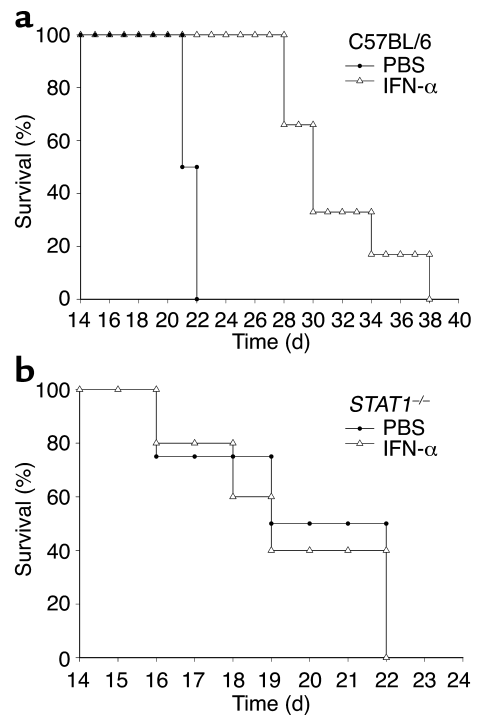 a
C57BL/6
PBS
IFN-α
Survival (%)
100
80
60
40
20
0
14 16 18 20 22 24 26 28 30 32 34 36 38 40
Time (d)
b
STAT1⁻/⁻
PBS
IFN-α
Survival (%)
100
80
60
40
20
0
14 15 16 17 18 19 20 21 22 23 24
Time (d)